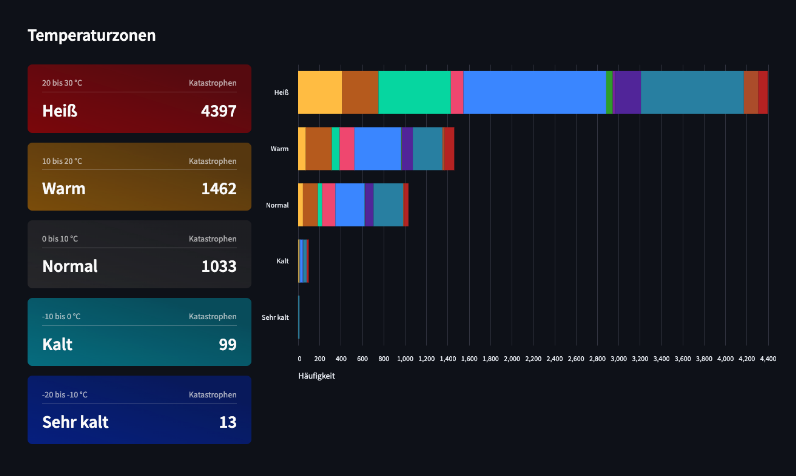 Temperaturzonen
20 bis 30 °C Katastrophen
Heiß 4397
10 bis 20 °C Katastrophen
Warm 1462
0 bis 10 °C Katastrophen
Normal 1033
-10 bis 0 °C Katastrophen
Kalt 99
-20 bis -10 °C Katastrophen
Sehr kalt 13
Heiß
Warm
Normal
Kalt
Sehr kalt
0 200 400 600 800 1,000 1,200 1,400 1,600 1,800 2,000 2,200 2,400 2,600 2,800 3,000 3,200 3,400 3,600 3,800 4,000 4,200 4,400
Häufigkeit